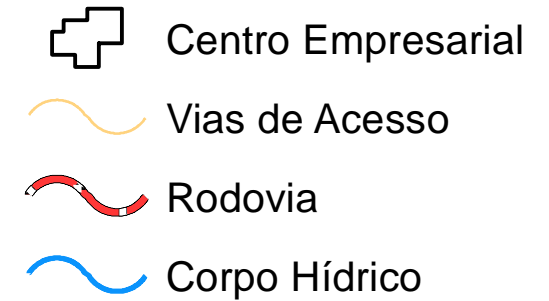 Centro Empresarial
Vias de Acesso
Rodovia
Corpo Hídrico